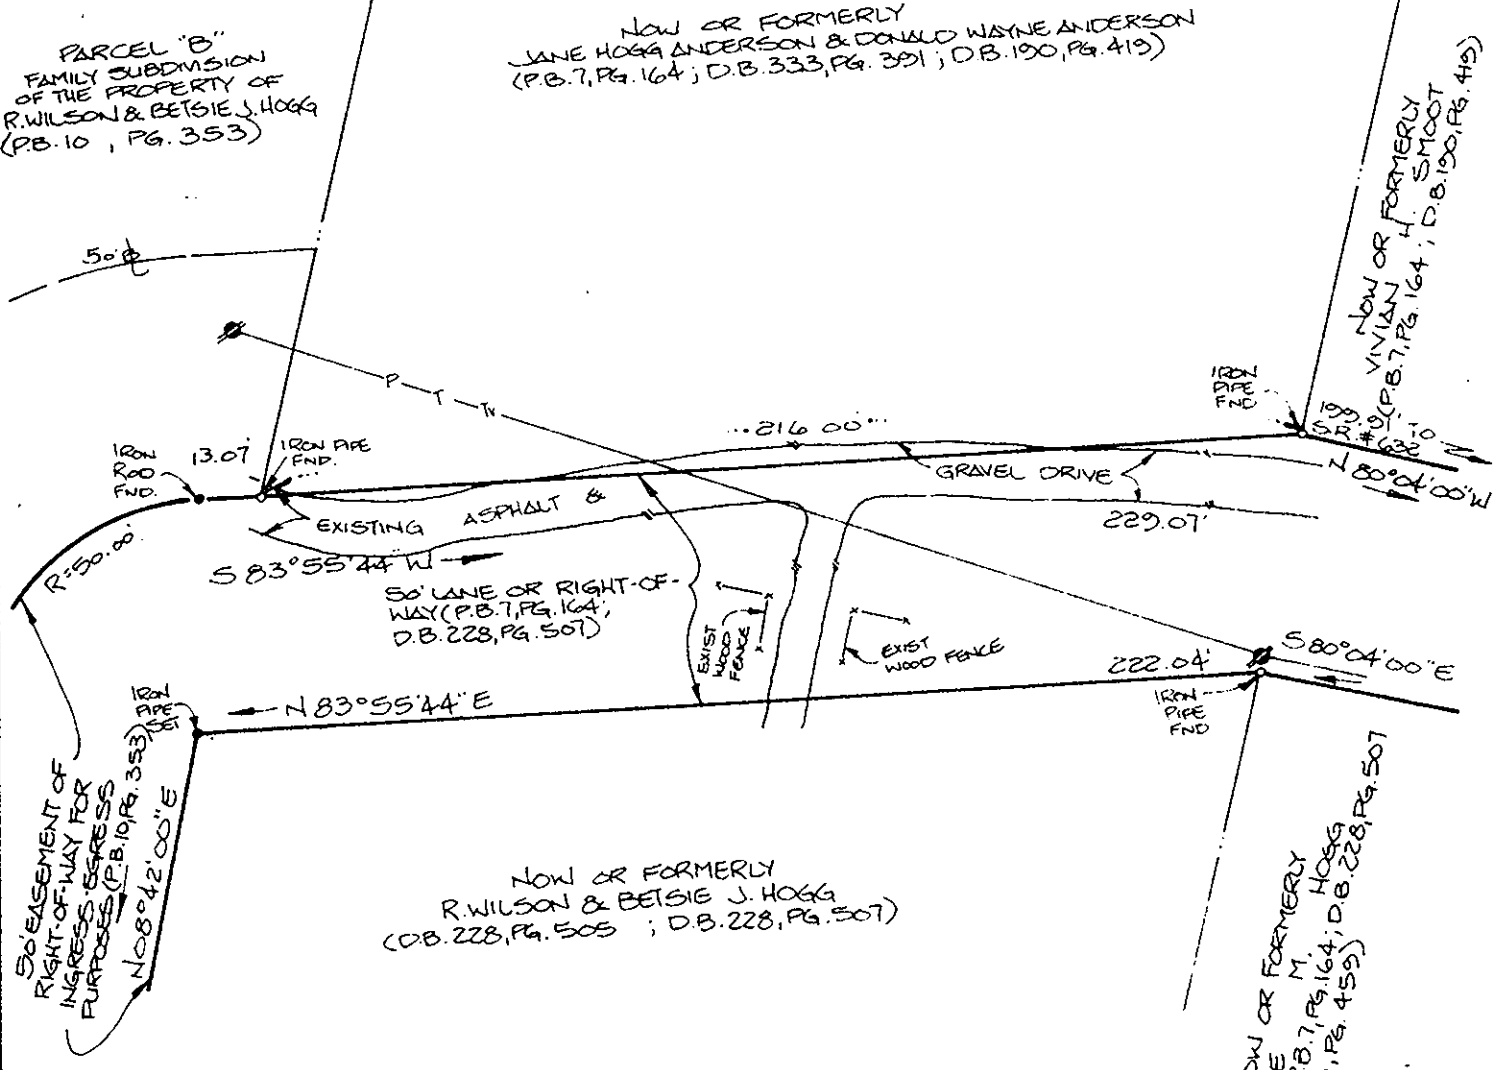 PARCEL "B"
FAMILY SUBDIVISION
OF THE PROPERTY OF
R.WILSON & BETSIE J. HOGG
(P.B. 10 , PG. 353)
NOW OR FORMERLY
JANE HOGG ANDERSON & DONALD WAYNE ANDERSON
(P.B. 7, PG. 164 ; D.B. 333, PG. 391 ; D.B. 190, PG. 419)
NOW OR FORMERLY
VIVIAN H. SMOOT
(P.B. 7, PG. 164 ; D.B. 190, PG. 419)
50'
P T TV
IRON
PIPE
FND
199.91' TO
S.R. # 632
N 80°04'00" W
216.00'
IRON
ROD
FND.
13.07'
IRON PIPE
FND.
GRAVEL DRIVE
EXISTING ASPHALT &
229.07'
R=50.00'
S 83°55'44" W
50' LANE OR RIGHT-OF-
WAY (P.B. 7, PG. 164;
D.B. 228, PG. 507)
EXIST
WOOD
FENCE
EXIST
WOOD FENCE
222.04'
S 80°04'00" E
IRON
PIPE
FND
IRON
PIPE
SET
N 83°55'44" E
50' EASEMENT OF
RIGHT-OF-WAY FOR
INGRESS-EGRESS
PURPOSES (P.B. 10, PG. 353)
N 08°42'00" E
NOW OR FORMERLY
R.WILSON & BETSIE J. HOGG
(D.B. 228, PG. 505 ; D.B. 228, PG. 507)
OW OR FORMERLY
E M. HOGG
.B. 7, PG. 164 ; D.B. 228, PG. 507
, PG. 459)